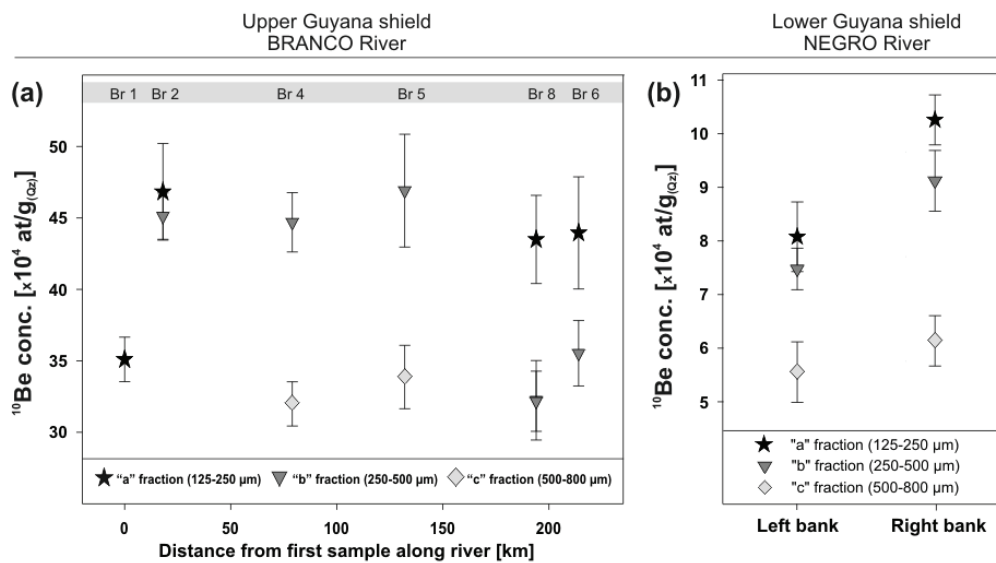 Upper Guyana shield
BRANCO River
Lower Guyana shield
NEGRO River
(a)
Br 1 Br 2 Br 4 Br 5 Br 8 Br 6
¹⁰Be conc. [x10⁴ at/g(Qz)]
50
45
40
35
30
"a" fraction (125-250 µm) "b" fraction (250-500 µm) "c" fraction (500-800 µm)
0 50 100 150 200
Distance from first sample along river [km]
(b)
¹⁰Be conc. [x10⁴ at/g(Qz)]
11
10
9
8
7
6
5
"a" fraction (125-250 µm)
"b" fraction (250-500 µm)
"c" fraction (500-800 µm)
Left bank Right bank